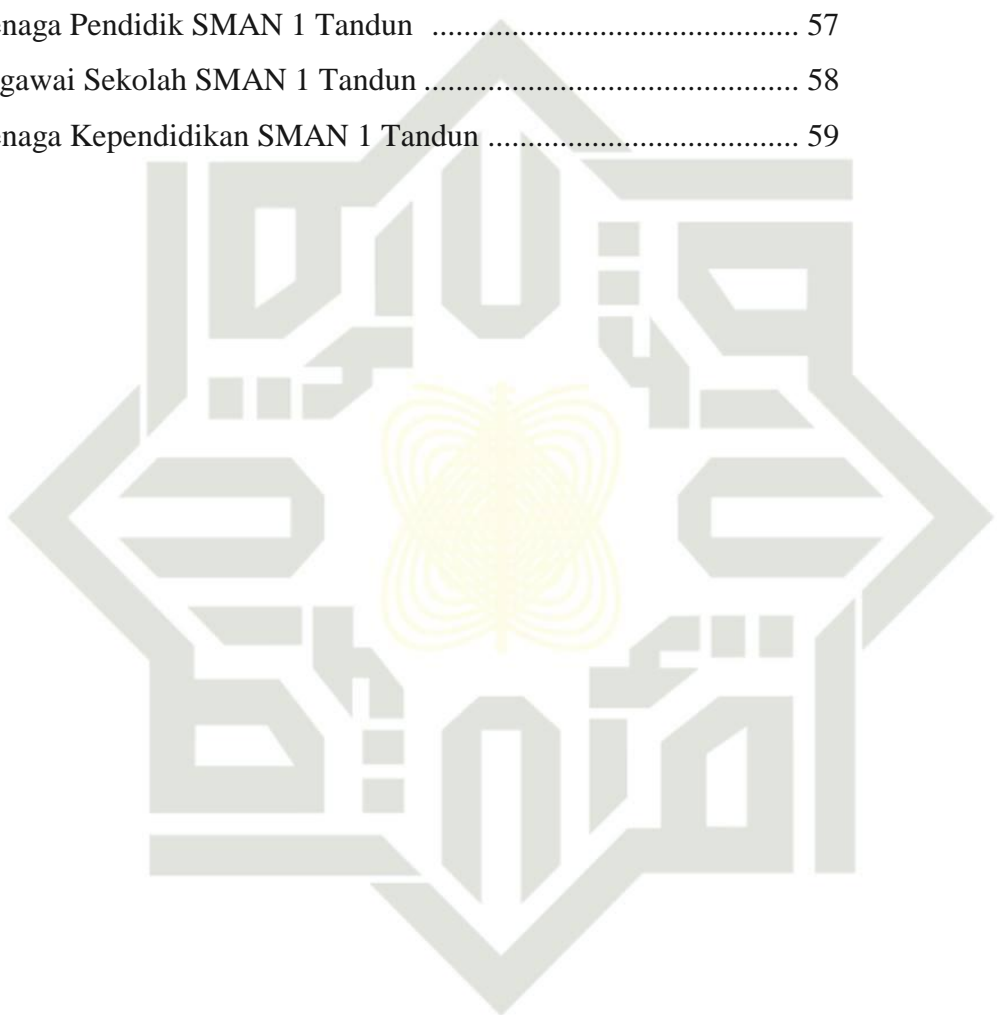 enaga Pendidik SMAN 1 Tandun ............................................... 57
gawai Sekolah SMAN 1 Tandun ................................................ 58
enaga Kependidikan SMAN 1 Tandun ....................................... 59